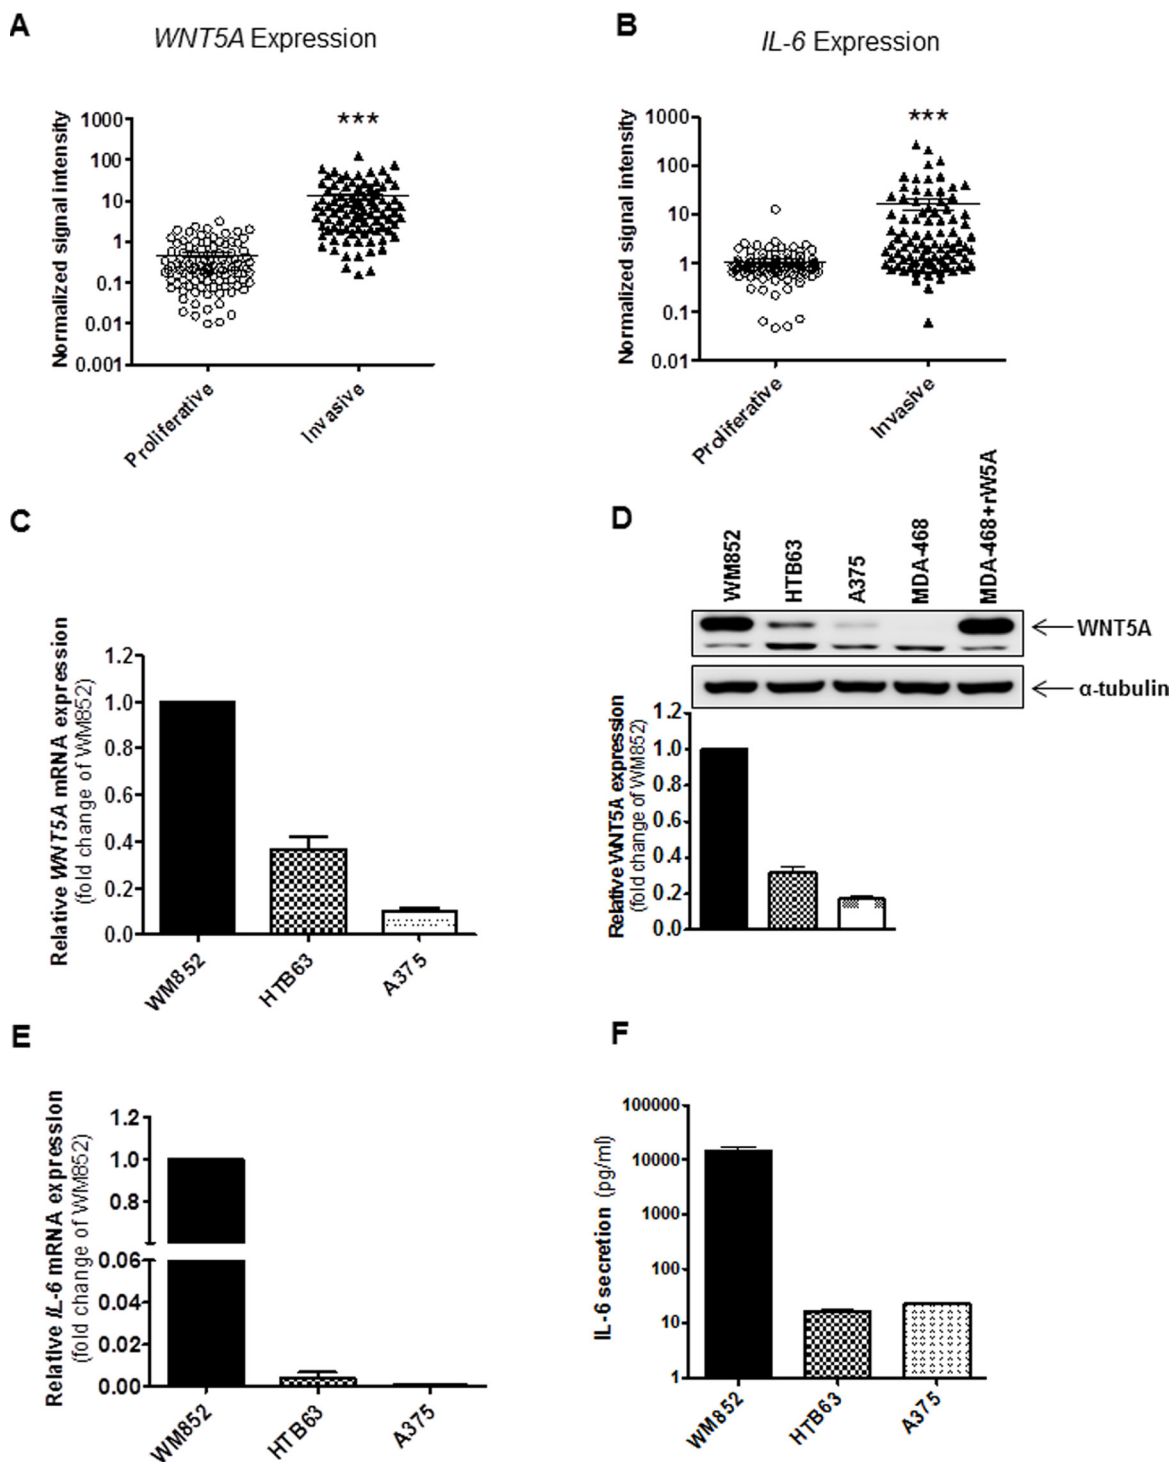 A
WNT5A Expression
Normalized signal intensity
1000
100
10
1
0.1
0.01
0.001
***
Proliferative
Invasive
B
IL-6 Expression
Normalized signal intensity
1000
100
10
1
0.1
0.01
***
Proliferative
Invasive
C
Relative WNT5A mRNA expression
(fold change of WM852)
1.2
1.0
0.8
0.6
0.4
0.2
0.0
WM852
HTB63
A375
D
WM852
HTB63
A375
MDA-468
MDA-468+rW5A
WNT5A
α-tubulin
Relative WNT5A expression
(fold change of WM852)
1.2
1.0
0.8
0.6
0.4
0.2
0.0
E
Relative IL-6 mRNA expression
(fold change of WM852)
1.2
1.0
0.8
0.06
0.04
0.02
0.00
WM852
HTB63
A375
F
IL-6 secretion (pg/ml)
100000
10000
1000
100
10
1
WM852
HTB63
A375